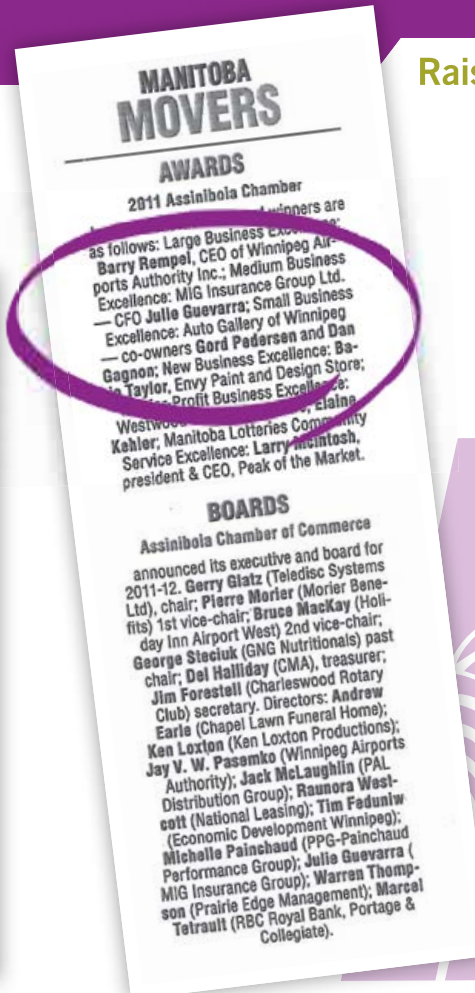 Rais
MANITOBA
MOVERS
AWARDS
2011 Assiniboia Chamber
winners are
as follows: Large Business
Barry Rempel, CEO of Winnipeg Air-
ports Authority Inc.; Medium Business
Excellence: MIG Insurance Group Ltd.
— CFO Julie Guevarra; Small Business
Excellence: Auto Gallery of Winnipeg
— co-owners Gord Pedersen and Dan
Gagnon; New Business Excellence: Ba-
Taylor, Envy Paint and Design Store;
Profit Business Excellence:
Westwood Elaine
Kehler; Manitoba Lotteries Community
Service Excellence: Larry McIntosh,
president & CEO, Peak of the Market.
BOARDS
Assiniboia Chamber of Commerce
announced its executive and board for
2011-12. Gerry Glatz (Teledisc Systems
Ltd), chair; Pierre Morier (Morier Bene-
fits) 1st vice-chair; Bruce MacKay (Holi-
day Inn Airport West) 2nd vice-chair;
George Steciuk (GNG Nutritionals) past
chair; Del Halliday (CMA), treasurer;
Jim Forestell (Charleswood Rotary
Club) secretary. Directors: Andrew
Earle (Chapel Lawn Funeral Home);
Ken Loxton (Ken Loxton Productions);
Jay V. W. Pasemko (Winnipeg Airports
Authority); Jack McLaughlin (PAL
Distribution Group); Raunora West-
cott (National Leasing); Tim Feduniw
(Economic Development Winnipeg);
Michelle Painchaud (PPG-Painchaud
Performance Group); Julie Guevarra (
MIG Insurance Group); Warren Thomp-
son (Prairie Edge Management); Marcel
Tetrault (RBC Royal Bank, Portage &
Collegiate).